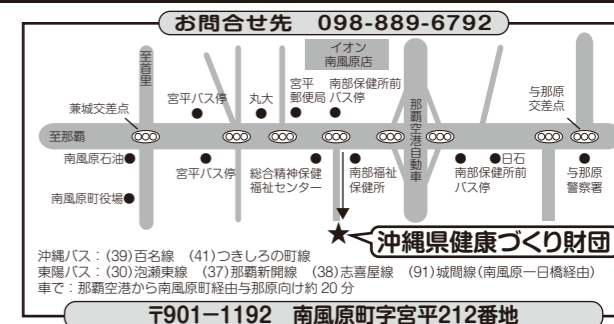 お問合せ先 098-889-6792
イオン
南風原店
至首里
兼城交差点
宮平バス停
丸大
宮平
郵便局
南部保健所前
バス停
那覇空港自動車
与那原
交差点
至那覇
南風原石油
南風原町役場
宮平バス停
総合精神保健
福祉センター
南部福祉
保健所
日石
南部保健所前
バス停
与那原
警察署
沖縄県健康づくり財団
沖縄バス：(39)百名線 (41)つきしろの町線
東陽バス：(30)泡瀬東線 (37)那覇新開線 (38)志喜屋線 (91)城間線(南風原一日橋経由)
車で：那覇空港から南風原町経由与那原向け約20分
〒901−1192 南風原町字宮平212番地